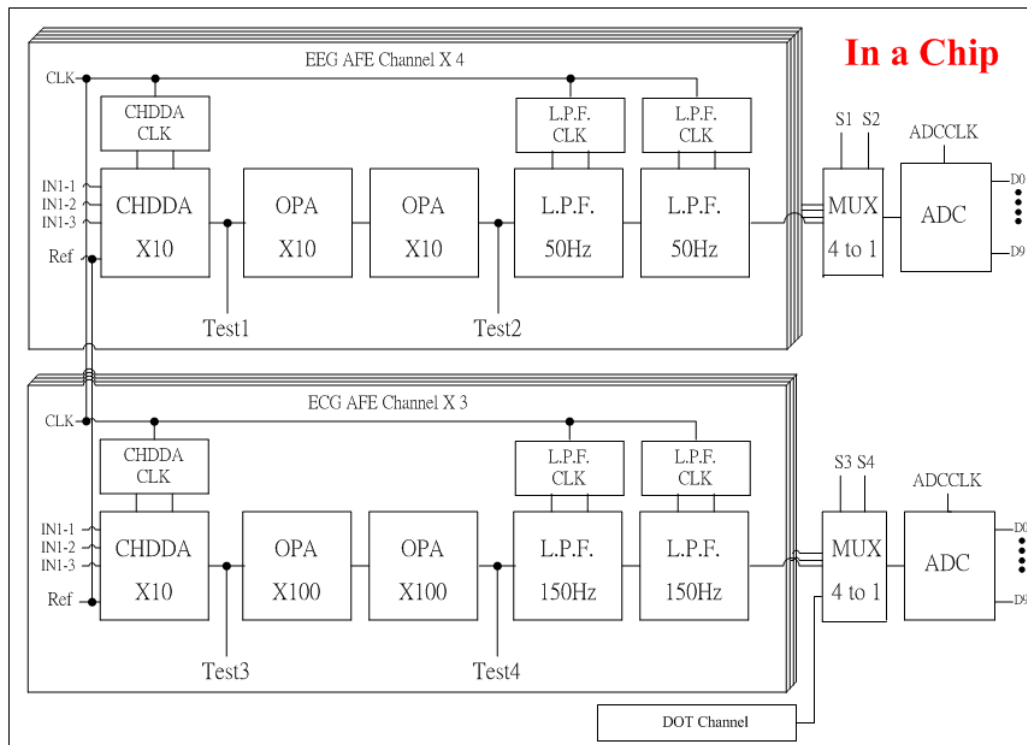 In a Chip
EEG AFE Channel X 4
CLK
CHDDA
CLK
L.P.F.
CLK
L.P.F.
CLK
S1 S2
ADCCLK
IN1-1
IN1-2
IN1-3
Ref
CHDDA
X10
OPA
X10
OPA
X10
L.P.F.
50Hz
L.P.F.
50Hz
MUX
4 to 1
ADC
D0
D9
Test1
Test2
ECG AFE Channel X 3
CLK
CHDDA
CLK
L.P.F.
CLK
L.P.F.
CLK
S3 S4
ADCCLK
IN1-1
IN1-2
IN1-3
Ref
CHDDA
X10
OPA
X100
OPA
X100
L.P.F.
150Hz
L.P.F.
150Hz
MUX
4 to 1
ADC
D0
D9
Test3
Test4
DOT Channel